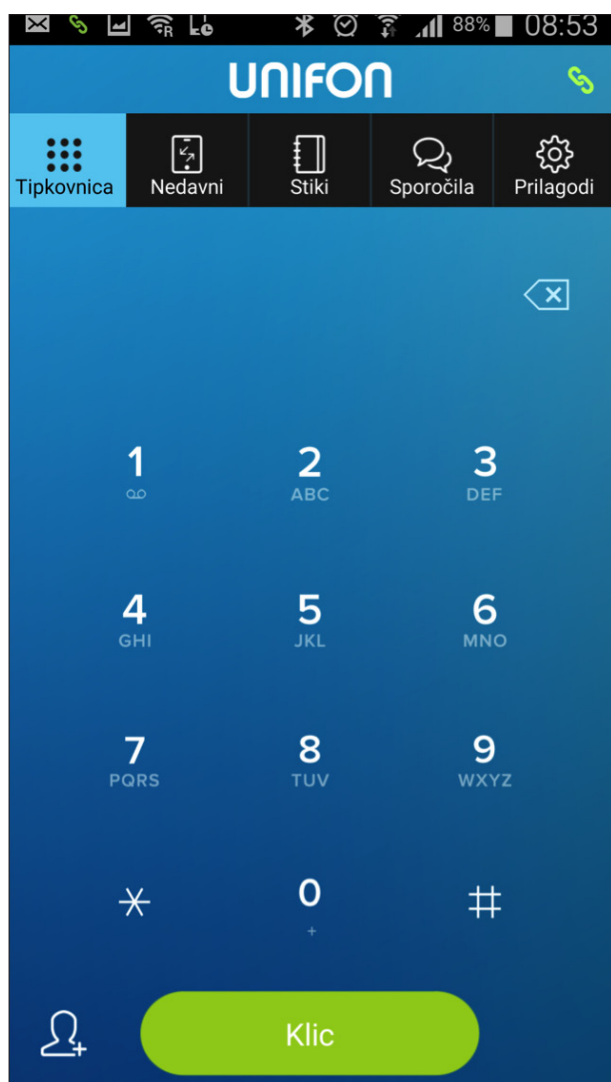 88% 08:53
UNIFON
Tipkovnica Nedavni Stiki Sporočila Prilagodi
1 2 3
ABC DEF
4 5 6
GHI JKL MNO
7 8 9
PQRS TUV WXYZ
* 0 #
+
Klic